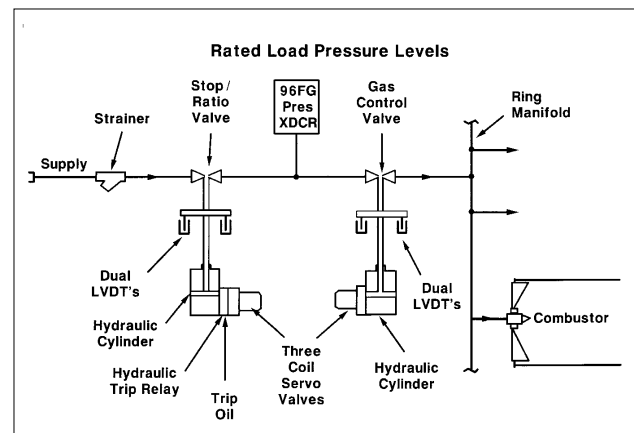 Rated Load Pressure Levels
Stop/
Ratio
Valve
96FG
Pres
XDCR
Gas
Control
Valve
Ring
Manifold
Strainer
Supply
Dual
LVDT's
Dual
LVDT's
Hydraulic
Cylinder
Hydraulic
Trip Relay
Trip
Oil
Three
Coil
Servo
Valves
Hydraulic
Cylinder
Combustor